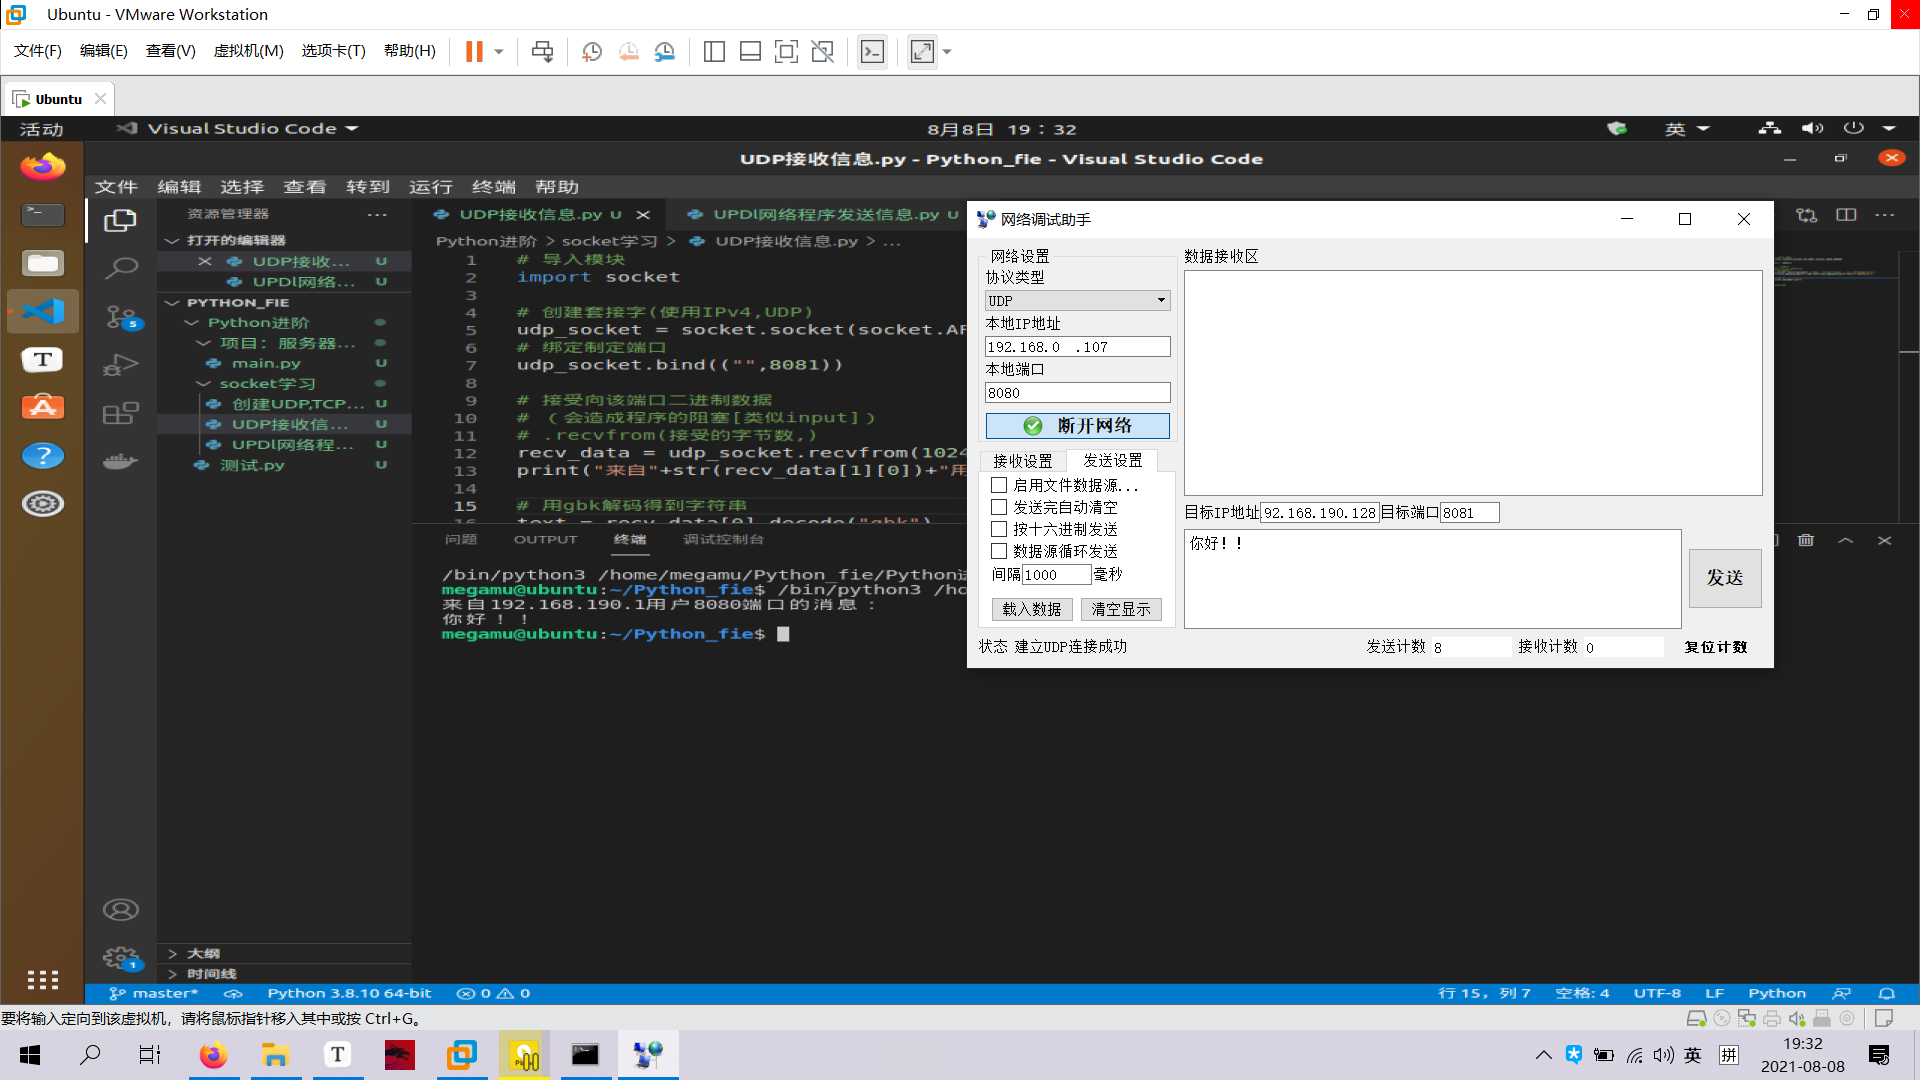 Ubuntu - VMware Workstation
文件(F) 编辑(E) 查看(V) 虚拟机(M) 选项卡(T) 帮助(H)
Ubuntu
活动 Visual Studio Code 8月8日 19：32 英
UDP接收信息.py - Python_fie - Visual Studio Code
文件 编辑 选择 查看 转到 运行 终端 帮助
资源管理器 ···
打开的编辑器
UDP接收... U
UPDl网络... U
PYTHON_FIE
Python进阶
项目：服务器...
main.py U
socket学习
创建UDP,TCP... U
UDP接收信... U
UPDl网络程... U
测试.py U
大纲
时间线
UDP接收信息.py U UPDl网络程序发送信息.py U
Python进阶 > socket学习 > UDP接收信息.py > ...
1 # 导入模块
2 import socket
3
4 # 创建套接字(使用IPv4,UDP)
5 udp_socket = socket.socket(socket.AF
6 # 绑定制定端口
7 udp_socket.bind(("",8081))
8
9 # 接受向该端口二进制数据
10 # （会造成程序的阻塞[类似input]）
11 # .recvfrom(接受的字节数,)
12 recv_data = udp_socket.recvfrom(1024
13 print("来自"+str(recv_data[1][0])+"用
14
15 # 用gbk解码得到字符串
16 text = recv_data[0].decode("gbk")
问题 OUTPUT 终端 调试控制台
/bin/python3 /home/megamu/Python_fie/Python进
megamu@ubuntu:~/Python_fie$ /bin/python3 /ho
来自192.168.190.1用户8080端口的消息：
你好！！
megamu@ubuntu:~/Python_fie$
网络调试助手
网络设置
协议类型
UDP
本地IP地址
192.168.0 .107
本地端口
8080
断开网络
接收设置 发送设置
启用文件数据源...
发送完自动清空
按十六进制发送
数据源循环发送
间隔 1000 毫秒
载入数据 清空显示
数据接收区
目标IP地址 92.168.190.128 目标端口 8081
你好！！
发送
状态 建立UDP连接成功 发送计数 8 接收计数 0 复位计数
5
1
master* Python 3.8.10 64-bit 0 0 行 15，列 7 空格: 4 UTF-8 LF Python
要将输入定向到该虚拟机，请将鼠标指针移入其中或按 Ctrl+G。
英 拼 19:32
2021-08-08